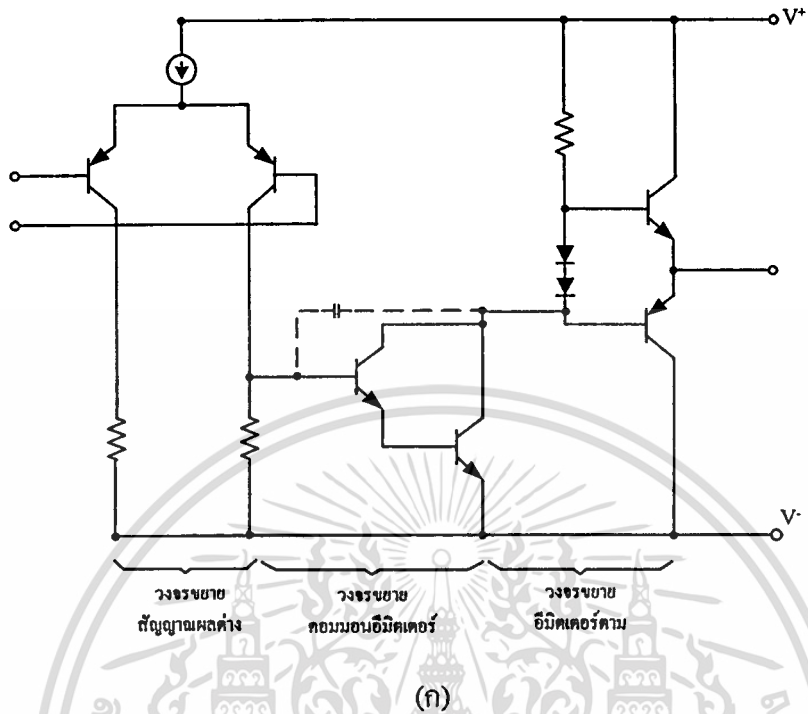 V⁺
V⁻
วงจรขยาย
สัญญาณผลต่าง
วงจรขยาย
คอมมอนอีมิตเตอร์
วงจรขยาย
อีมิตเตอร์ตาม
(ก)